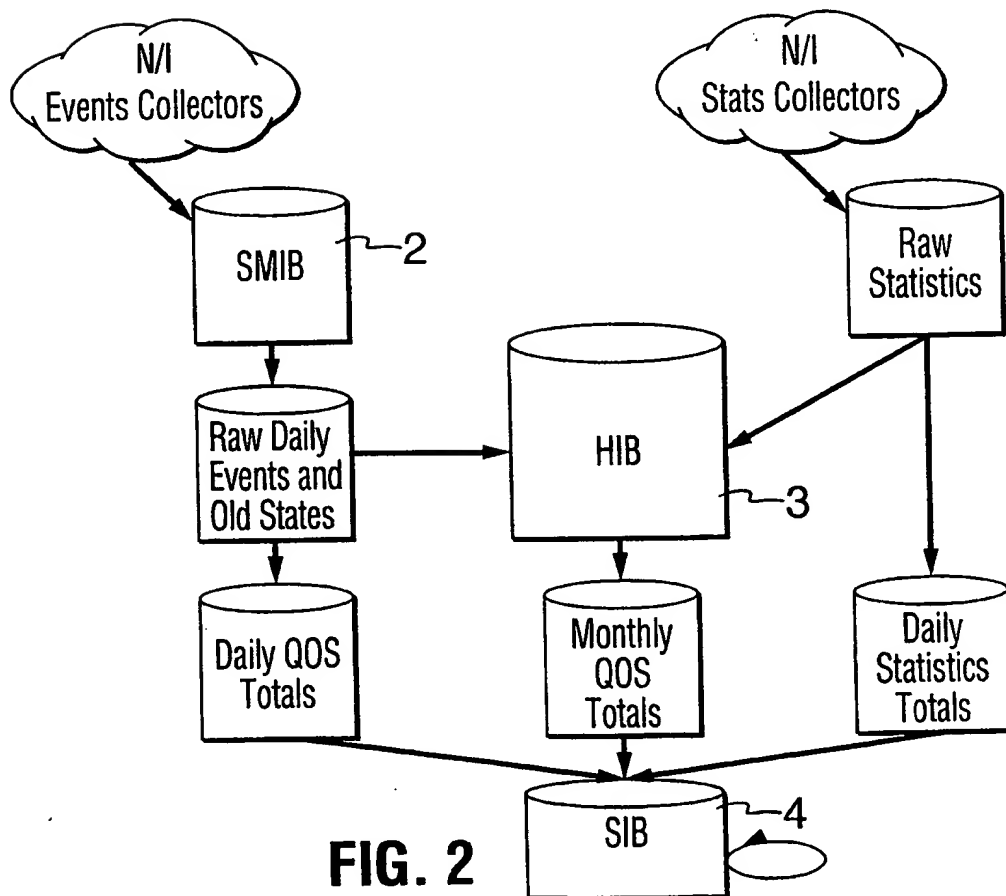 N/I
Events Collectors
N/I
Stats Collectors
SMIB
2
Raw
Statistics
Raw Daily
Events and
Old States
HIB
3
Daily QOS
Totals
Monthly
QOS
Totals
Daily
Statistics
Totals
SIB
4
FIG. 2